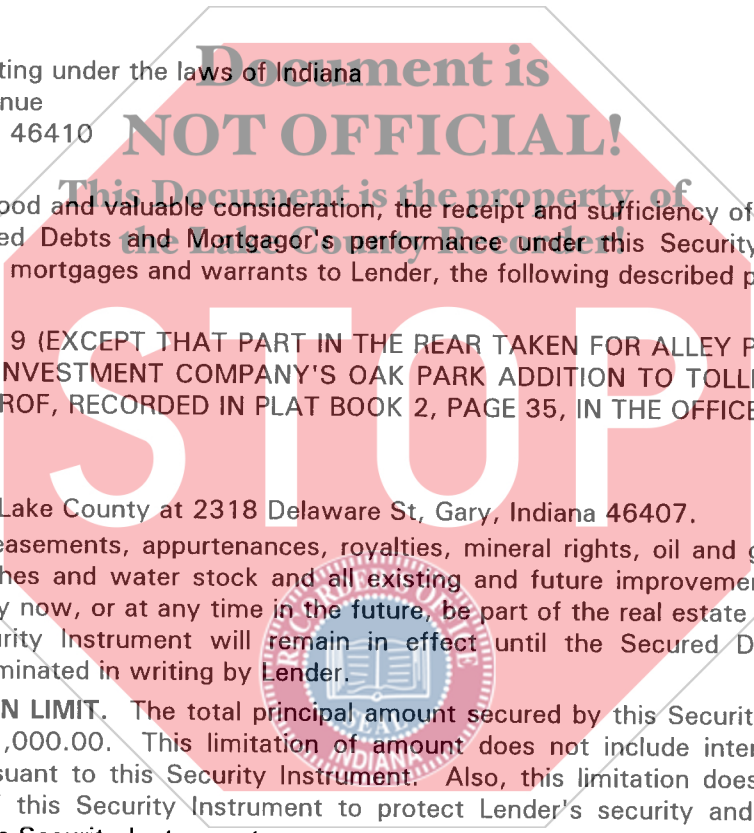 ting under the laws of Indiana
Document is
nue
46410
NOT OFFICIAL!
This Document is the property of
ood and valuable consideration, the receipt and sufficiency of
the Lake County Recorder!
ed Debts and Mortgagor's performance under this Security
mortgages and warrants to Lender, the following described p
9 (EXCEPT THAT PART IN THE REAR TAKEN FOR ALLEY P
NVESTMENT COMPANY'S OAK PARK ADDITION TO TOLL
ROF, RECORDED IN PLAT BOOK 2, PAGE 35, IN THE OFFICE
STOP
Lake County at 2318 Delaware St, Gary, Indiana 46407.
easements, appurtenances, royalties, mineral rights, oil and g
hes and water stock and all existing and future improvemen
y now, or at any time in the future, be part of the real estate
urity Instrument will remain in effect until the Secured D
minated in writing by Lender.
RECORDER'S OFFICE
SEAL
INDIANA
N LIMIT. The total principal amount secured by this Securit
,000.00. This limitation of amount does not include inter
suant to this Security Instrument. Also, this limitation does
this Security Instrument to protect Lender's security and